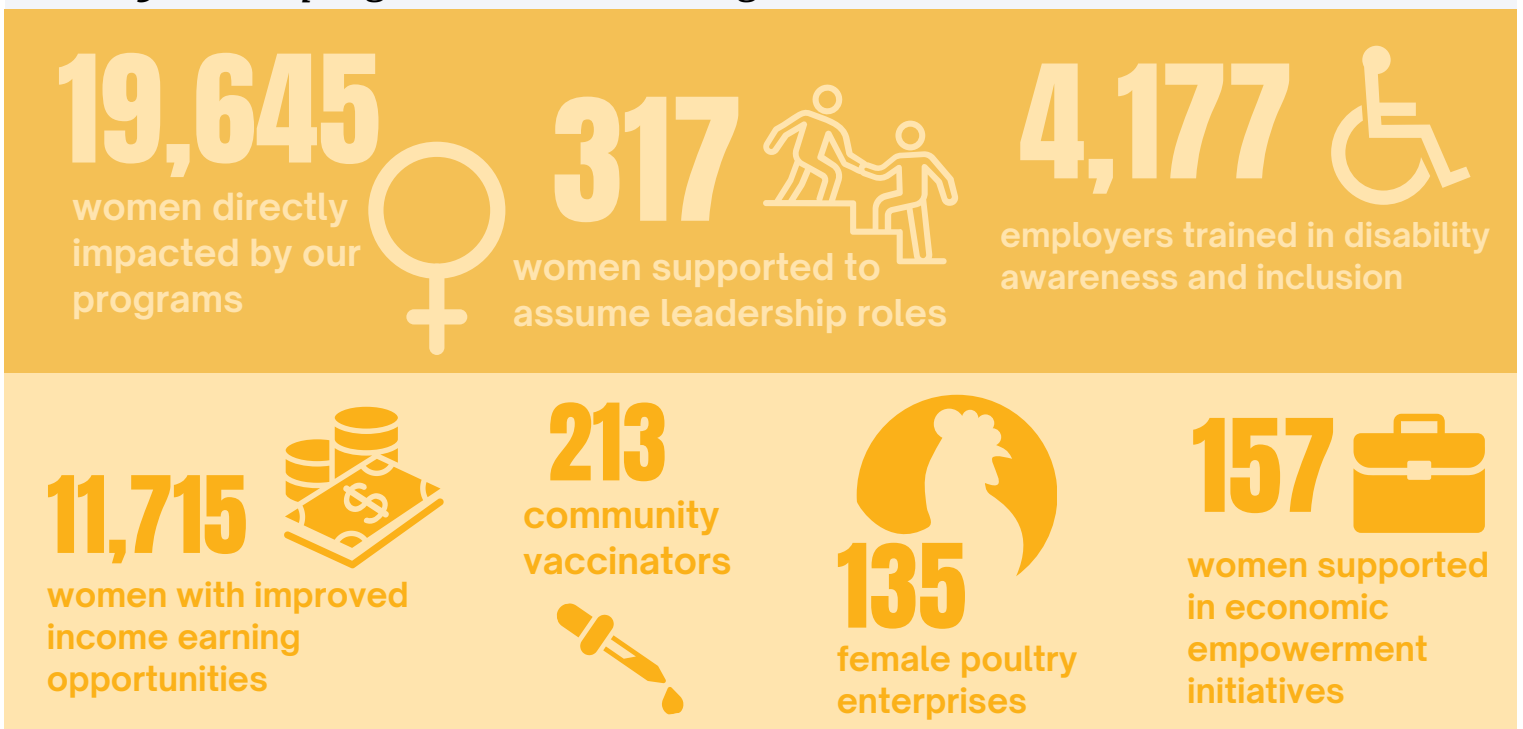 19,645
women directly
impacted by our
programs
317
women supported to
assume leadership roles
4,177
employers trained in disability
awareness and inclusion
11,715
women with improved
income earning
opportunities
213
community
vaccinators
135
female poultry
enterprises
157
women supported
in economic
empowerment
initiatives